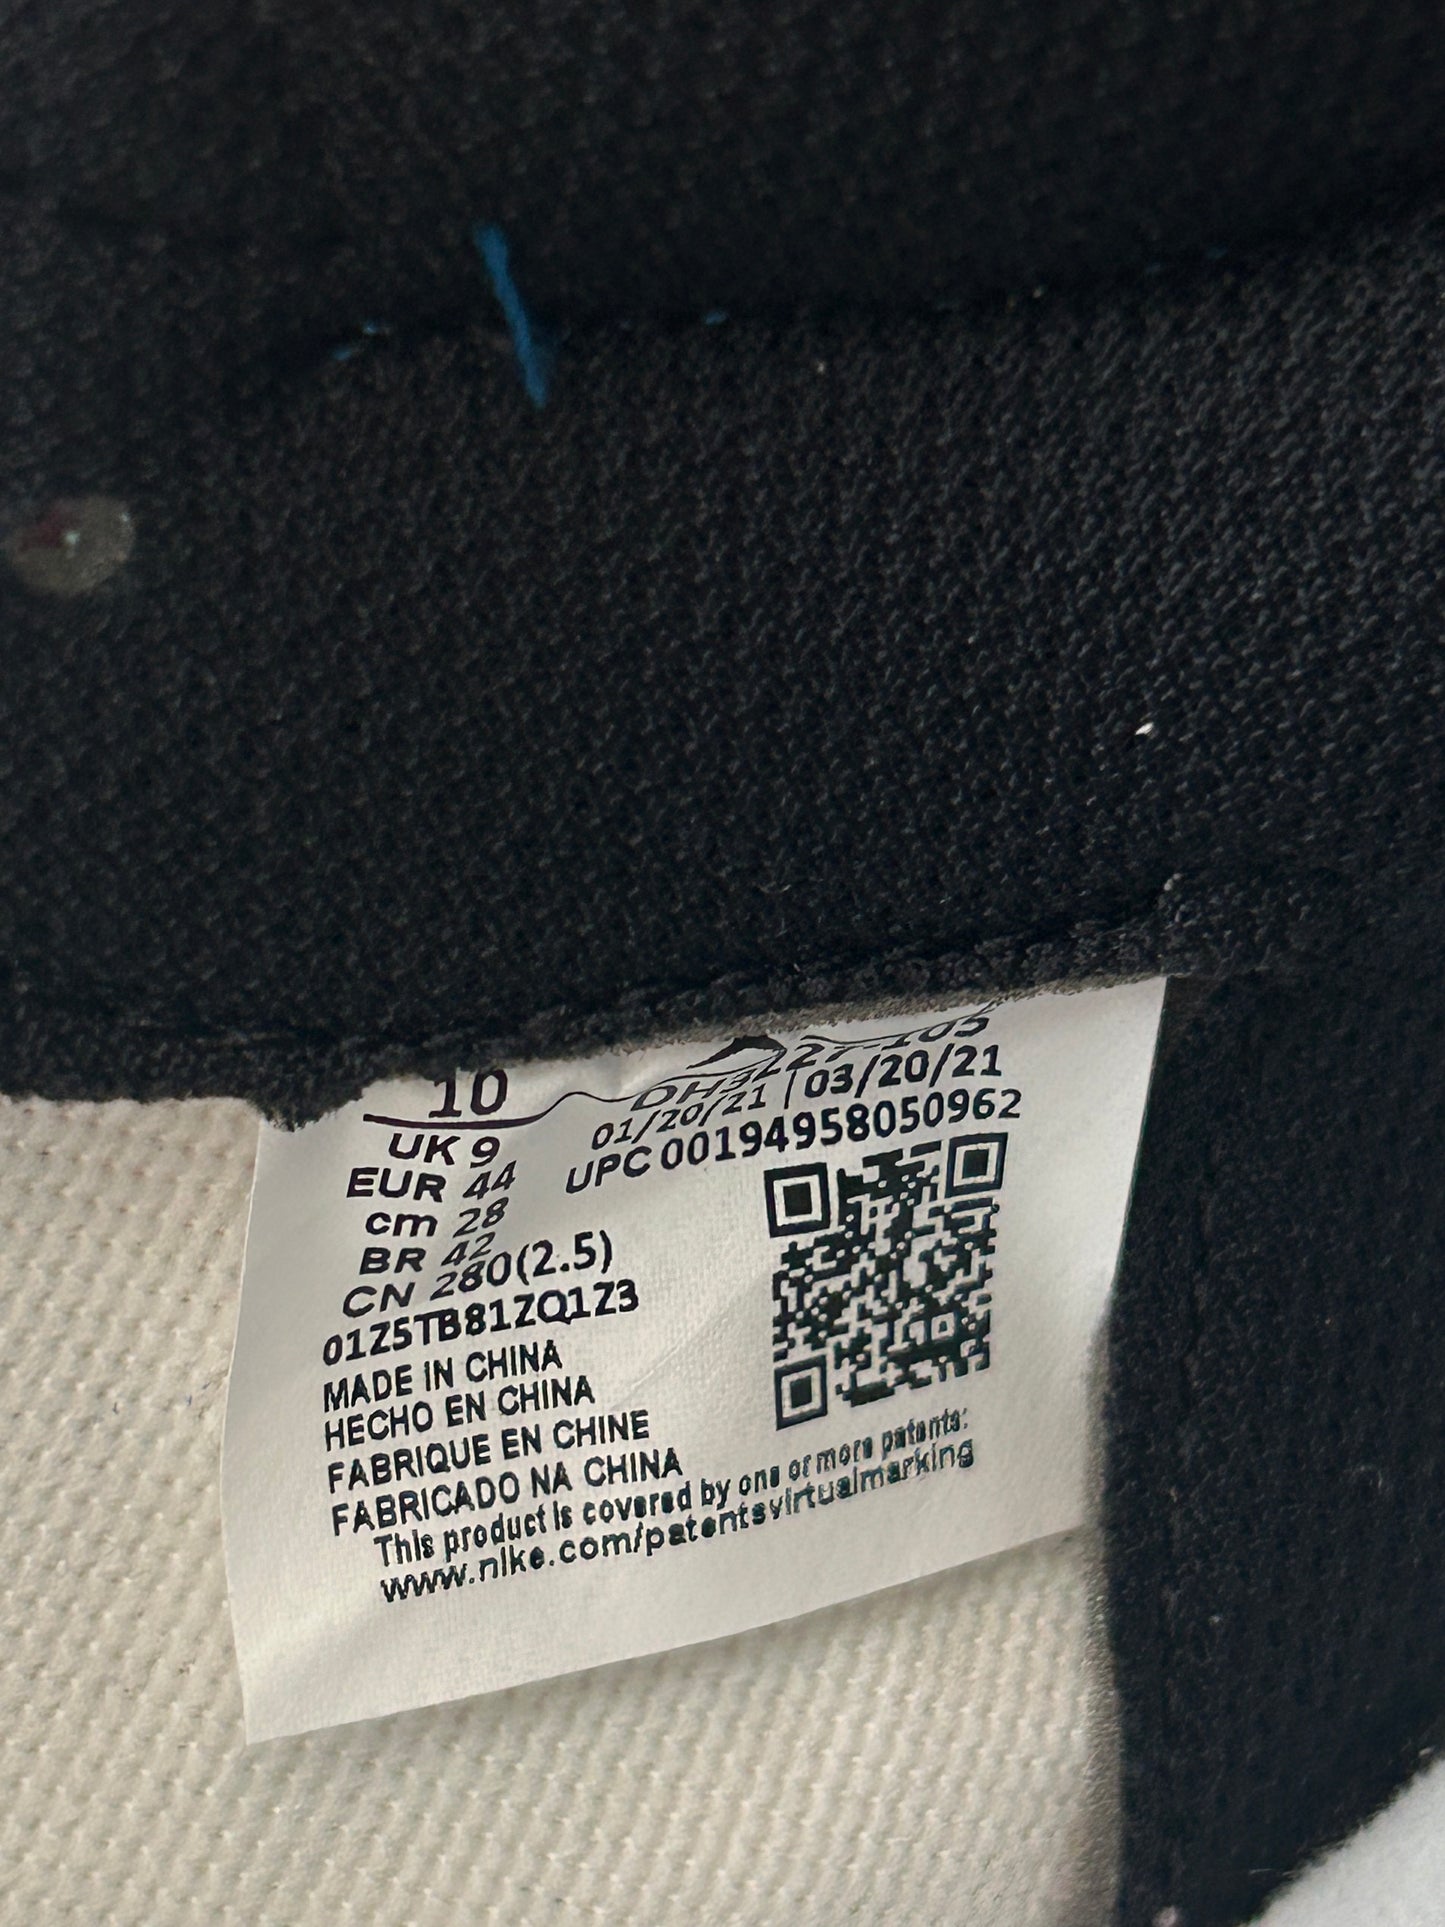 10
UK 9
EUR 44
cm 28
BR 42
CN 280(2.5)
01Z5TB81ZQ1Z3
MADE IN CHINA
HECHO EN CHINA
FABRIQUE EN CHINE
FABRICADO NA CHINA
This product is covered by one or more patents:
www.nike.com/patentsvirtualmarking
DH3227-105
01/20/21 | 03/20/21
UPC 00194958050962